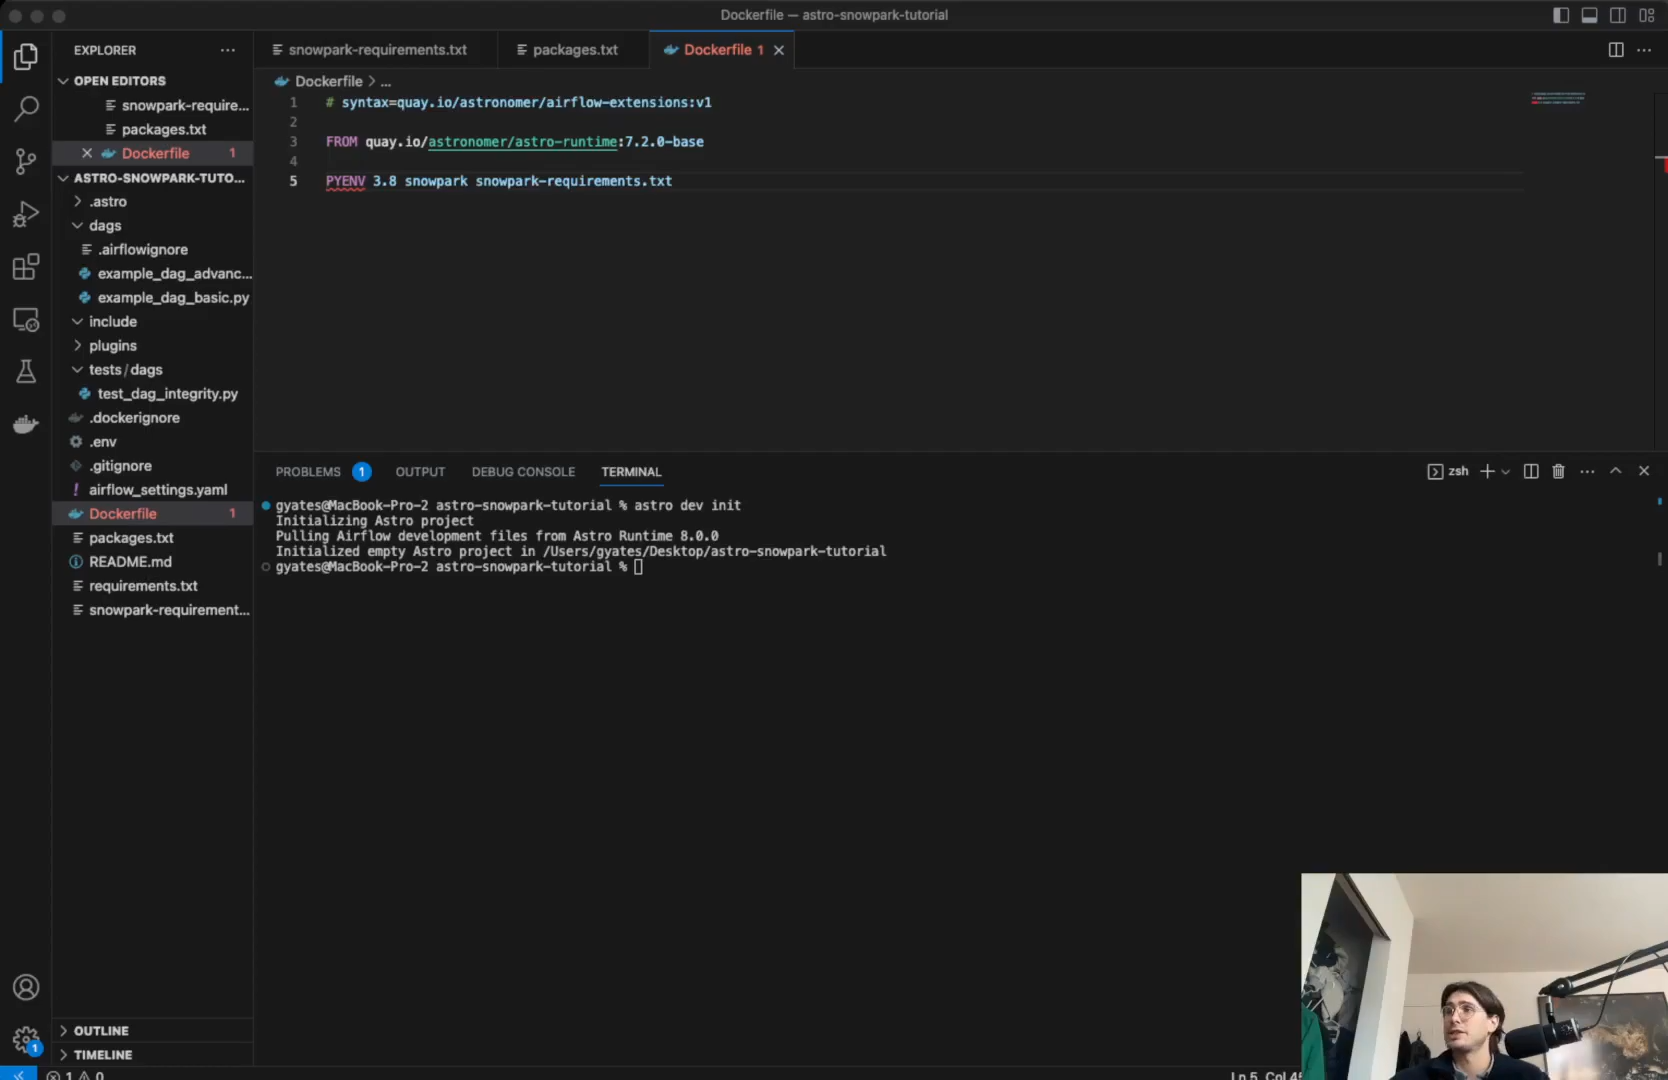 Dockerfile — astro-snowpark-tutorial
EXPLORER
OPEN EDITORS
snowpark-require...
packages.txt
Dockerfile 1
ASTRO-SNOWPARK-TUTO...
.astro
dags
.airflowignore
example_dag_advanc...
example_dag_basic.py
include
plugins
tests/dags
test_dag_integrity.py
.dockerignore
.env
.gitignore
airflow_settings.yaml
Dockerfile 1
packages.txt
README.md
requirements.txt
snowpark-requirement...
OUTLINE
TIMELINE
1
1 0
snowpark-requirements.txt packages.txt Dockerfile 1
Dockerfile > ...
1 # syntax=quay.io/astronomer/airflow-extensions:v1
2
3 FROM quay.io/astronomer/astro-runtime:7.2.0-base
4
5 PYENV 3.8 snowpark snowpark-requirements.txt
PROBLEMS 1 OUTPUT DEBUG CONSOLE TERMINAL zsh
gyates@MacBook-Pro-2 astro-snowpark-tutorial % astro dev init
Initializing Astro project
Pulling Airflow development files from Astro Runtime 8.0.0
Initialized empty Astro project in /Users/gyates/Desktop/astro-snowpark-tutorial
gyates@MacBook-Pro-2 astro-snowpark-tutorial %
Ln 5, Col